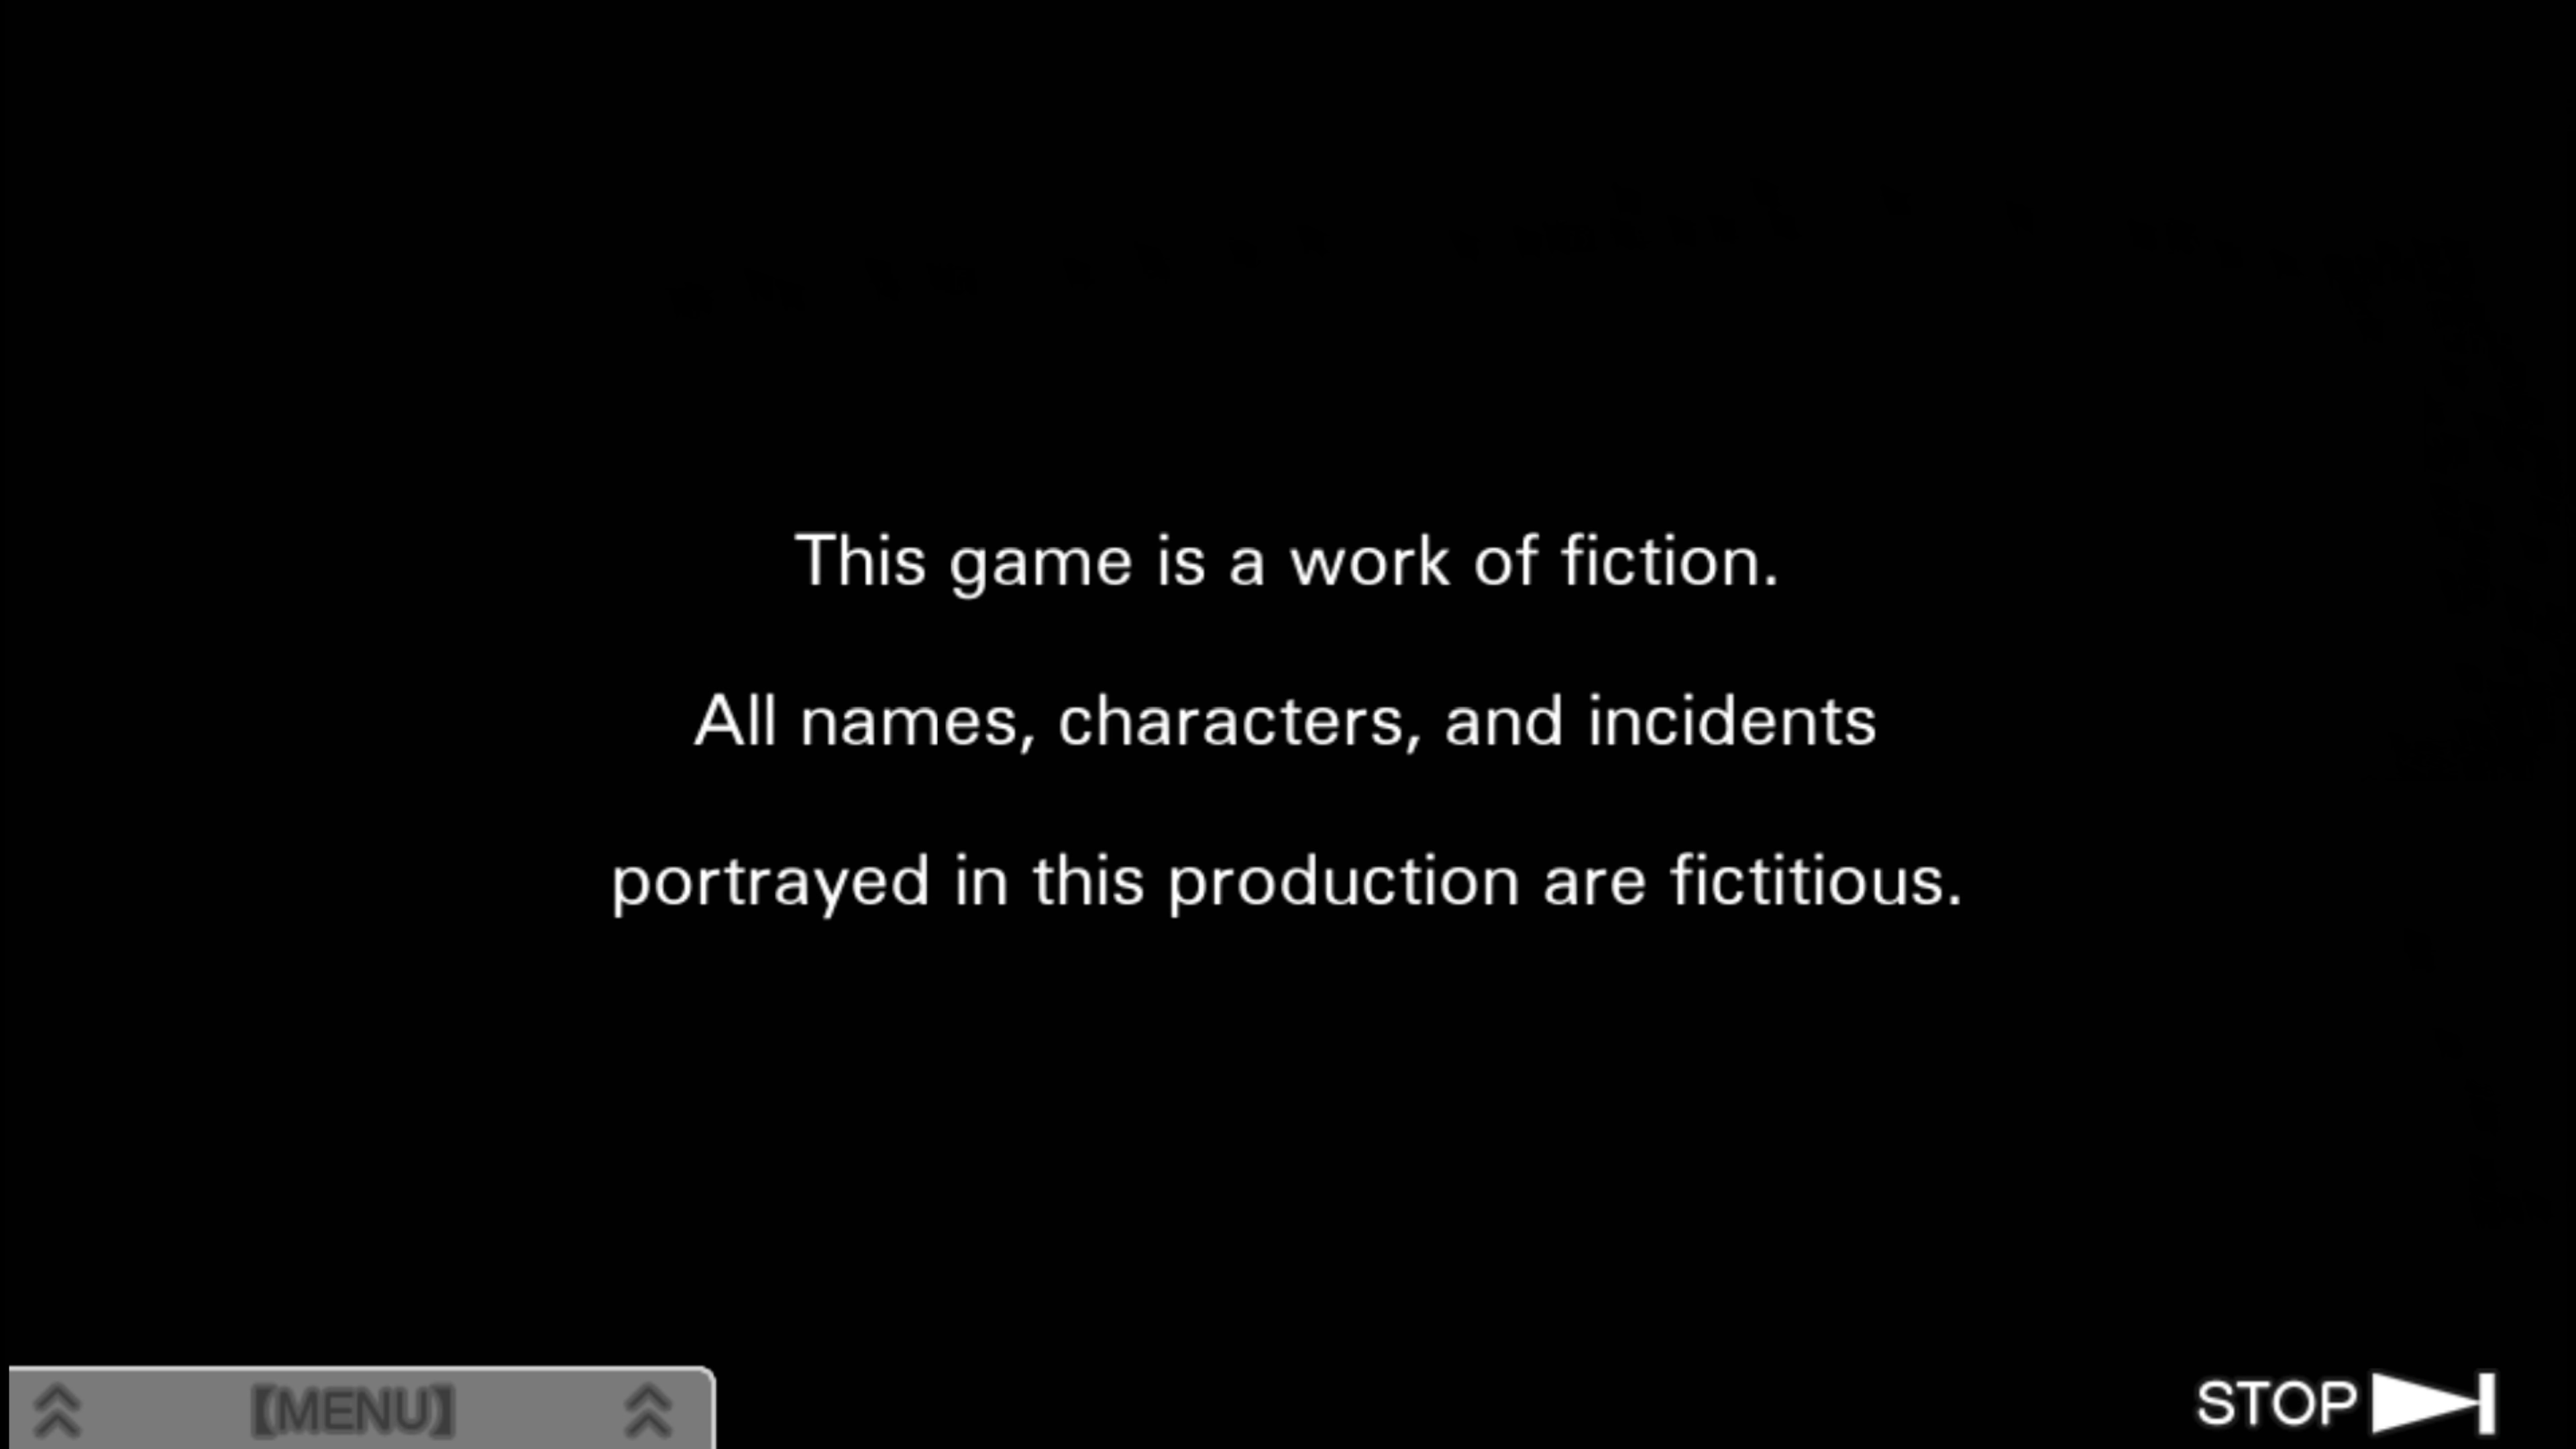 This game is a work of fiction.
All names, characters, and incidents
portrayed in this production are fictitious.
【MENU】
STOP